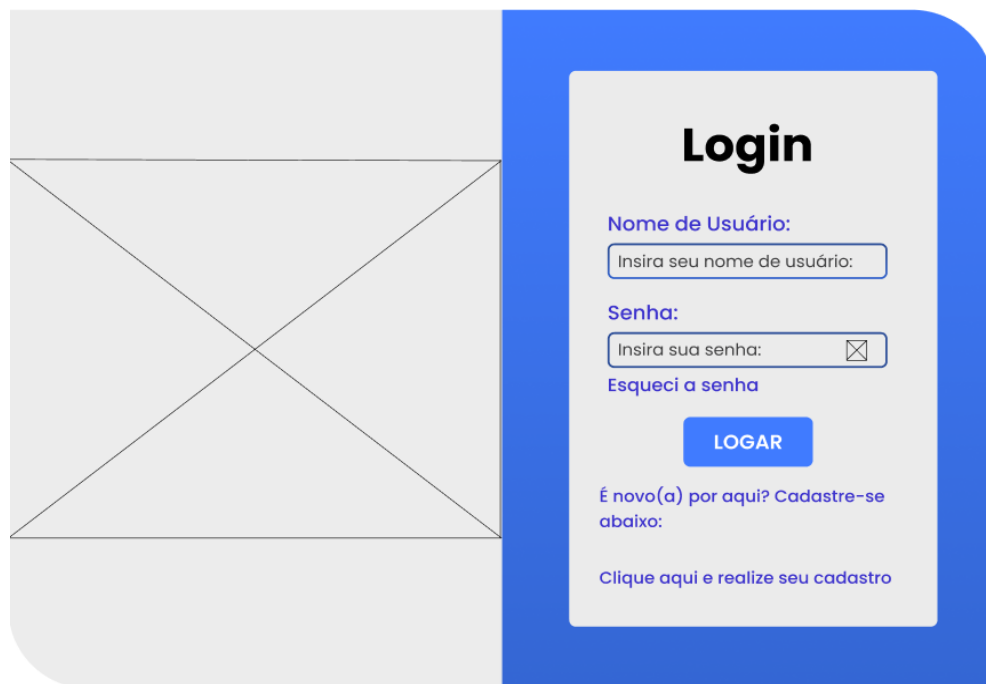 Login
Nome de Usuário:
Insira seu nome de usuário:
Senha:
Insira sua senha:
Esqueci a senha
LOGAR
É novo(a) por aqui? Cadastre-se
abaixo:
Clique aqui e realize seu cadastro